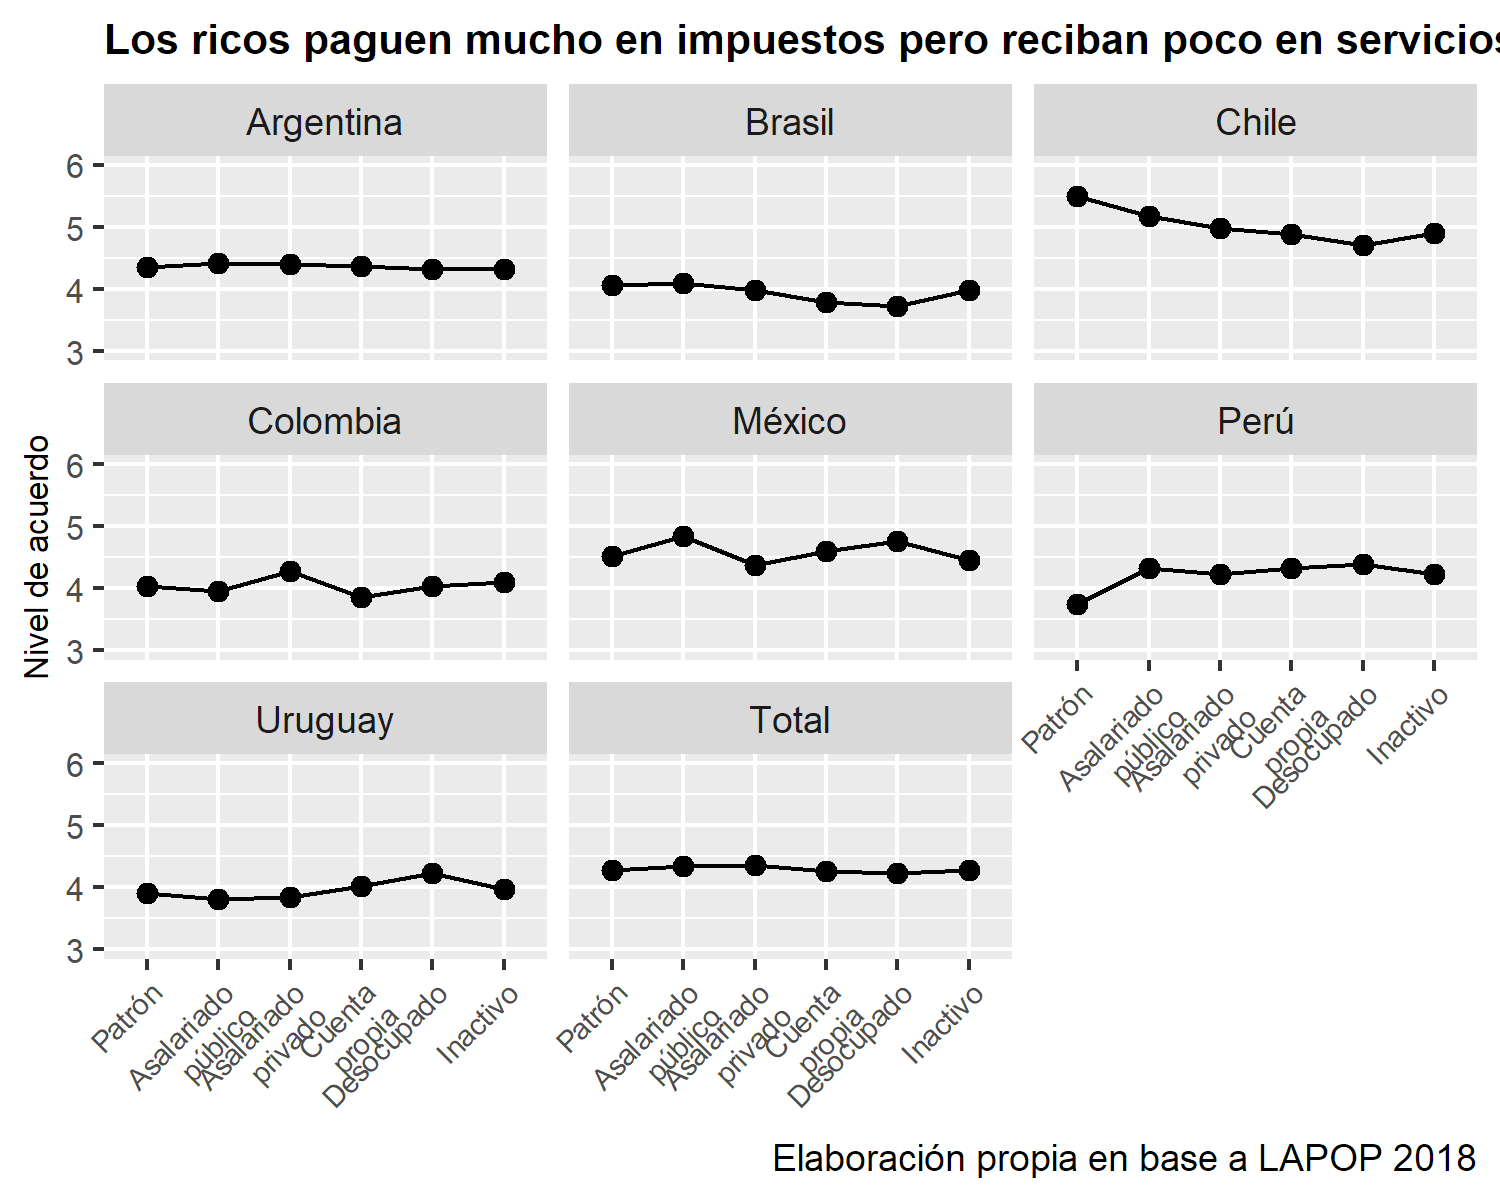 Los ricos paguen mucho en impuestos pero reciban poco en servicios
Argentina
Brasil
Chile
6
5
4
3
Colombia
México
Perú
6
5
4
3
Nivel de acuerdo
Patrón
Asalariado
público
Asalariado
privado
Cuenta
propia
Desocupado
Inactivo
Uruguay
Total
6
5
4
3
Patrón
Asalariado
público
Asalariado
privado
Cuenta
propia
Desocupado
Inactivo
Patrón
Asalariado
público
Asalariado
privado
Cuenta
propia
Desocupado
Inactivo
Elaboración propia en base a LAPOP 2018